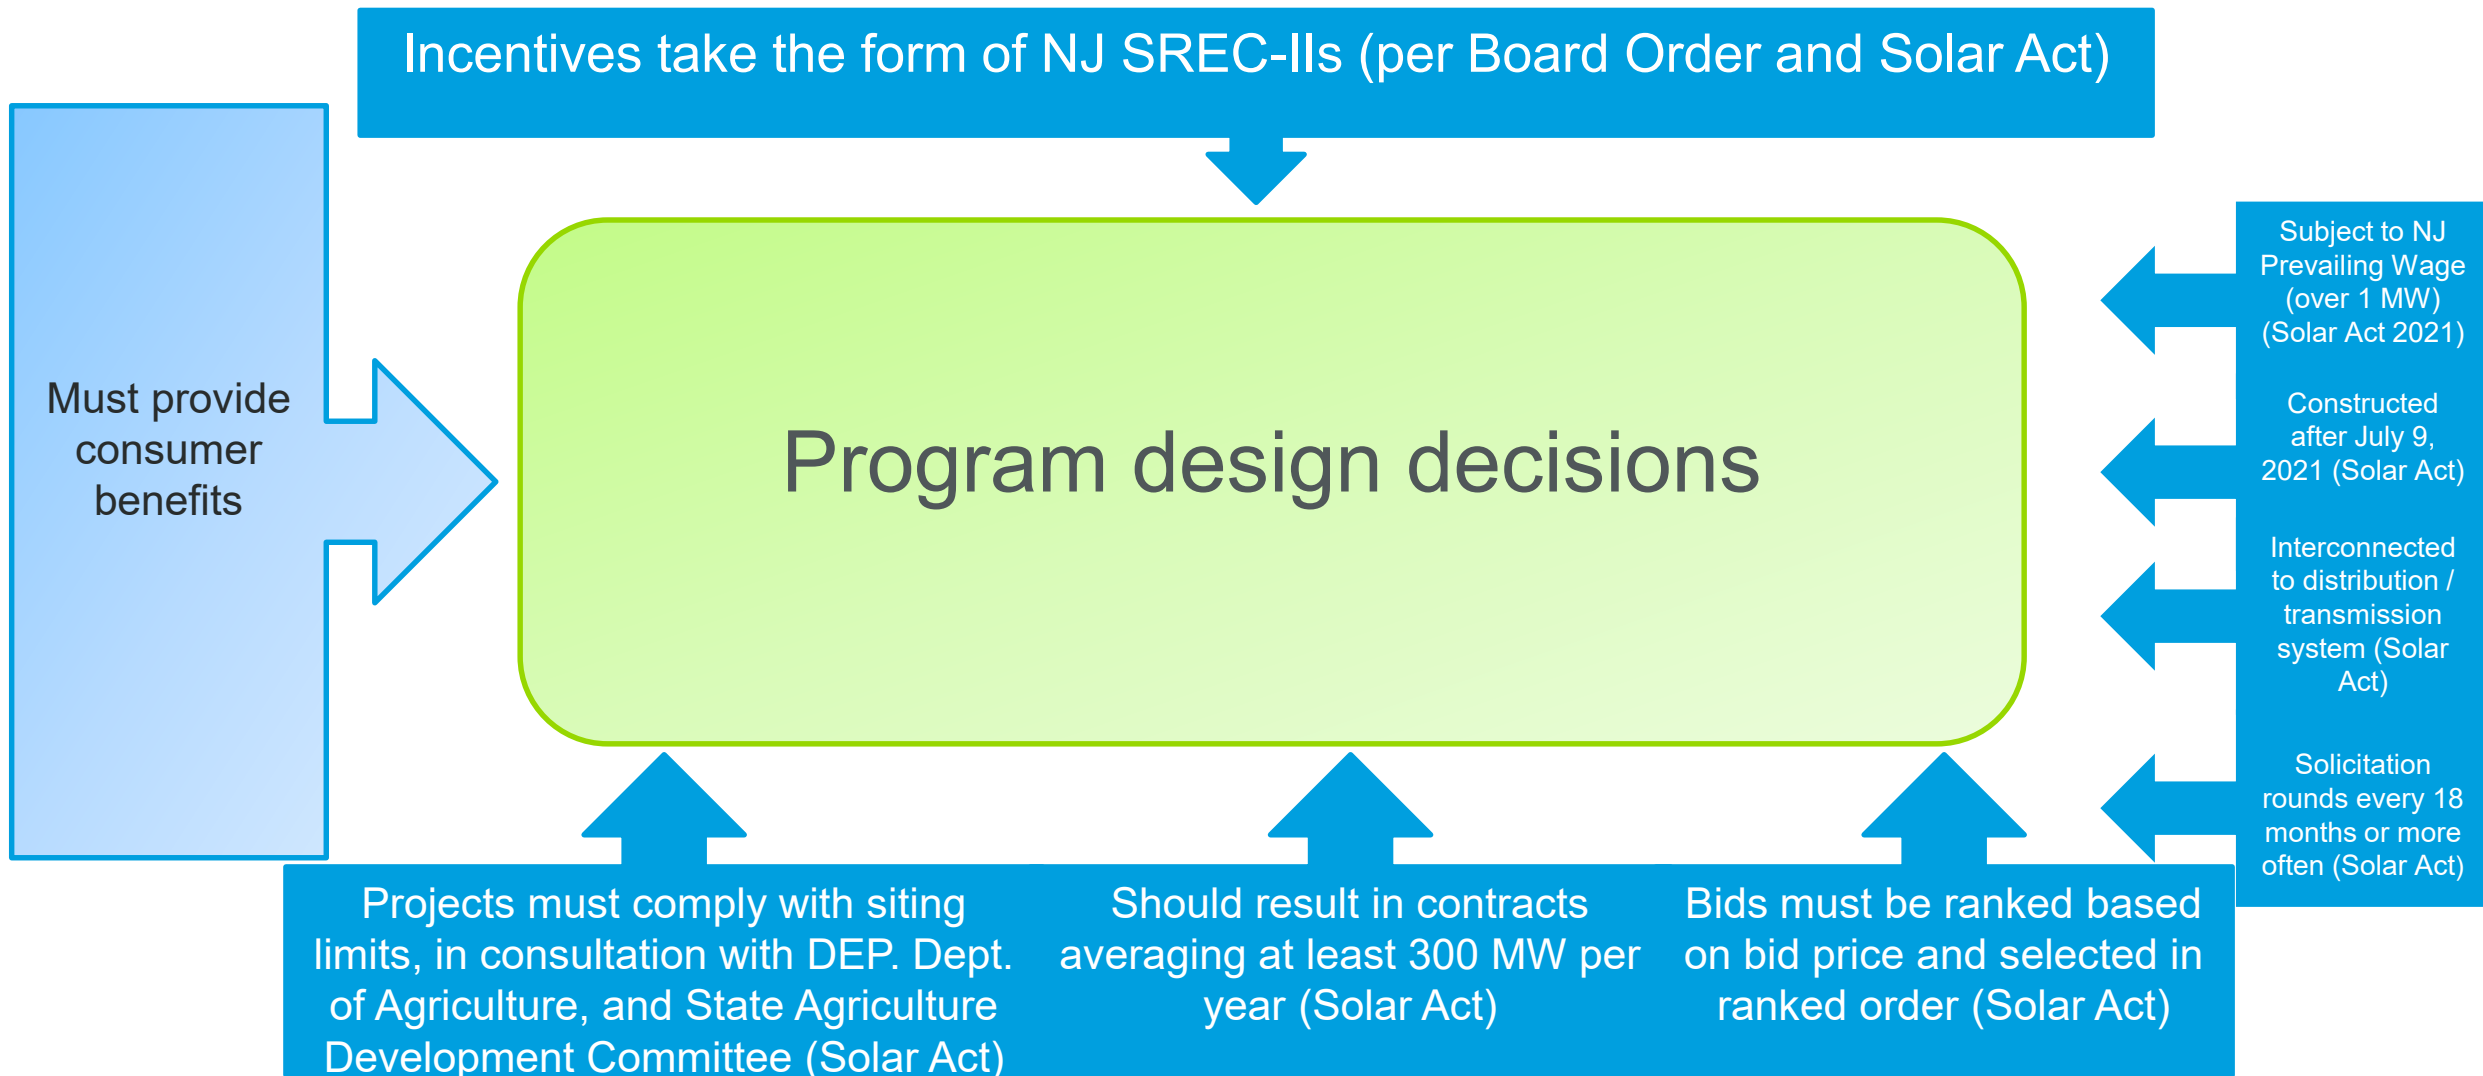 Incentives take the form of NJ SREC-IIs (per Board Order and Solar Act)
Must provide
consumer
benefits
Program design decisions
Subject to NJ
Prevailing Wage
(over 1 MW)
(Solar Act 2021)
Constructed
after July 9,
2021 (Solar Act)
Interconnected
to distribution /
transmission
system (Solar
Act)
Solicitation
rounds every 18
months or more
often (Solar Act)
Projects must comply with siting
limits, in consultation with DEP. Dept.
of Agriculture, and State Agriculture
Development Committee (Solar Act)
Should result in contracts
averaging at least 300 MW per
year (Solar Act)
Bids must be ranked based
on bid price and selected in
ranked order (Solar Act)